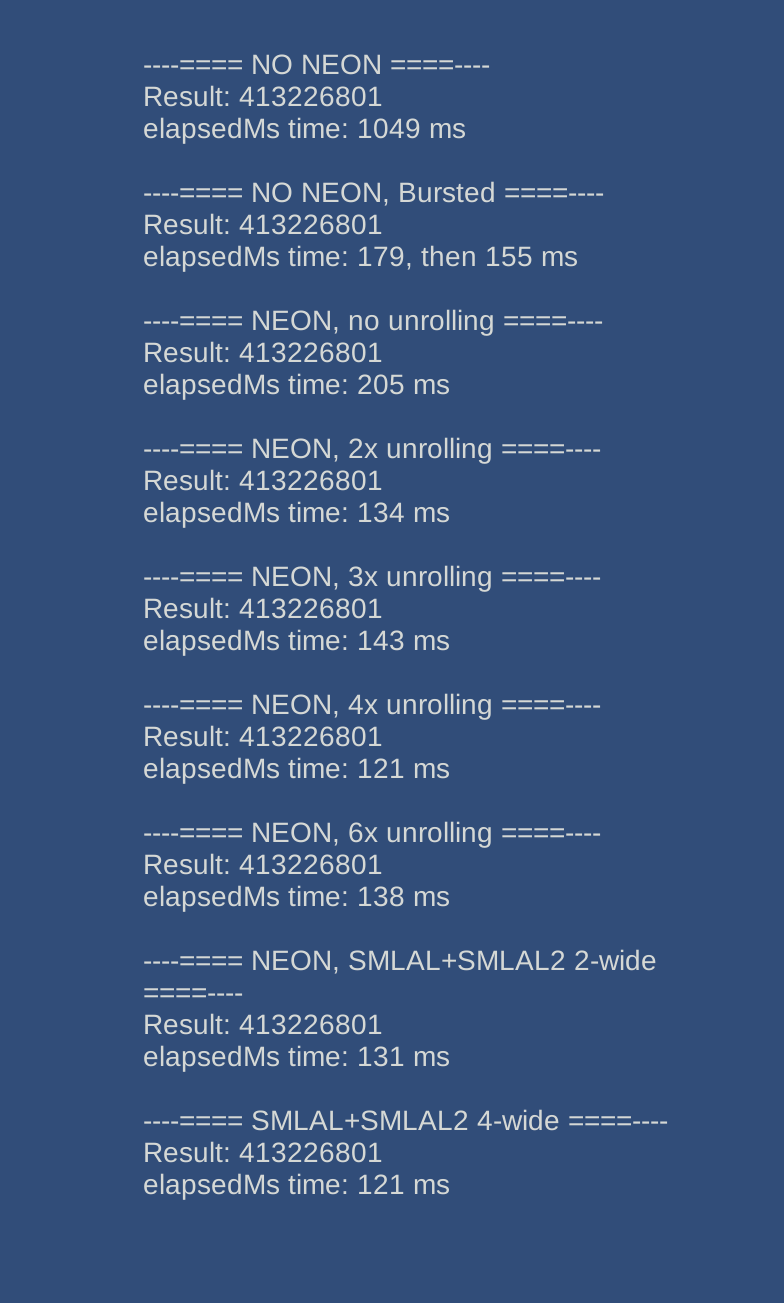 ----==== NO NEON ====----
Result: 413226801
elapsedMs time: 1049 ms
----==== NO NEON, Bursted ====----
Result: 413226801
elapsedMs time: 179, then 155 ms
----==== NEON, no unrolling ====----
Result: 413226801
elapsedMs time: 205 ms
----==== NEON, 2x unrolling ====----
Result: 413226801
elapsedMs time: 134 ms
----==== NEON, 3x unrolling ====----
Result: 413226801
elapsedMs time: 143 ms
----==== NEON, 4x unrolling ====----
Result: 413226801
elapsedMs time: 121 ms
----==== NEON, 6x unrolling ====----
Result: 413226801
elapsedMs time: 138 ms
----==== NEON, SMLAL+SMLAL2 2-wide
====----
Result: 413226801
elapsedMs time: 131 ms
----==== SMLAL+SMLAL2 4-wide ====----
Result: 413226801
elapsedMs time: 121 ms